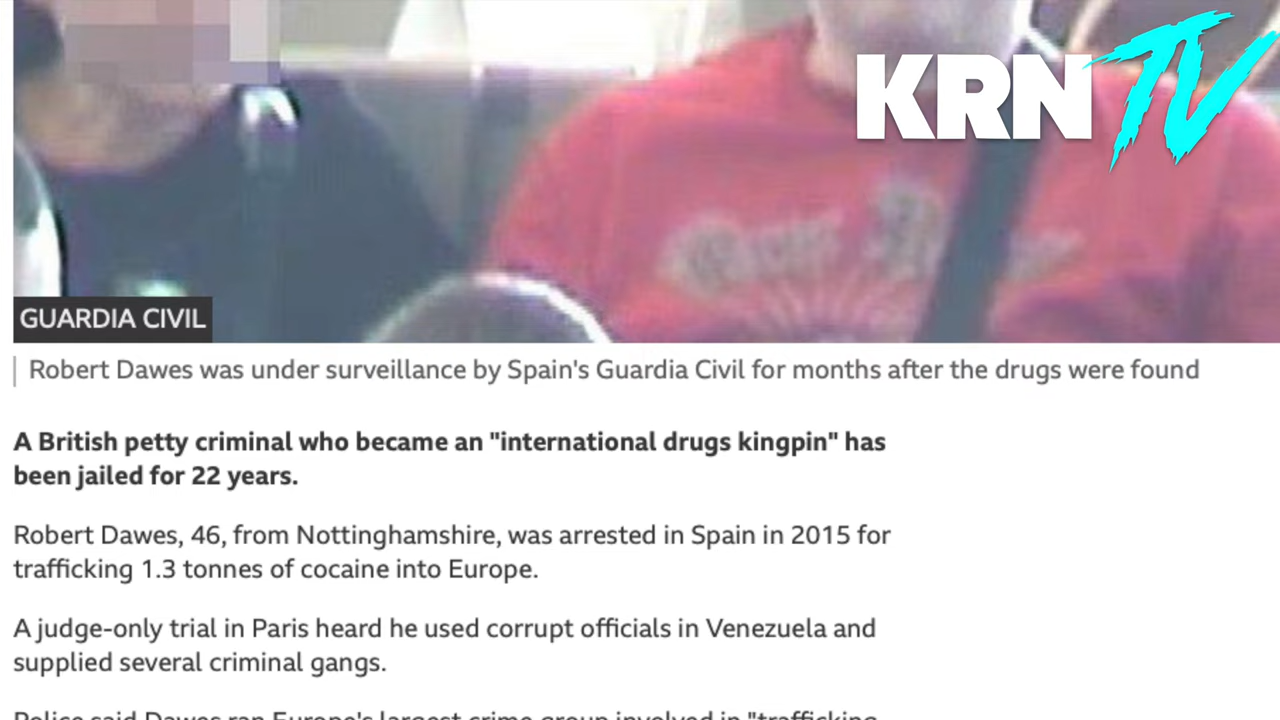 KRN TV
GUARDIA CIVIL
Robert Dawes was under surveillance by Spain's Guardia Civil for months after the drugs were found
A British petty criminal who became an "international drugs kingpin" has
been jailed for 22 years.
Robert Dawes, 46, from Nottinghamshire, was arrested in Spain in 2015 for
trafficking 1.3 tonnes of cocaine into Europe.
A judge-only trial in Paris heard he used corrupt officials in Venezuela and
supplied several criminal gangs.
Police said Dawes ran Europe's largest crime group involved in "trafficking